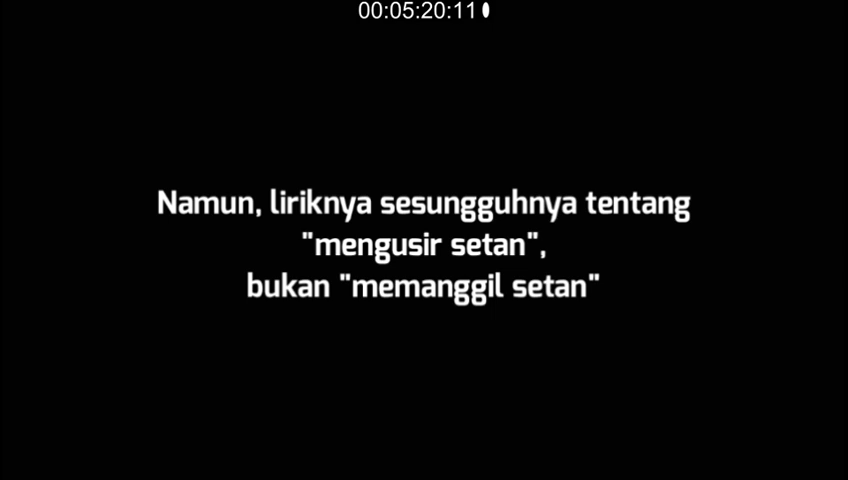 00:05:20:11
Namun, liriknya sesungguhnya tentang
"mengusir setan",
bukan "memanggil setan"